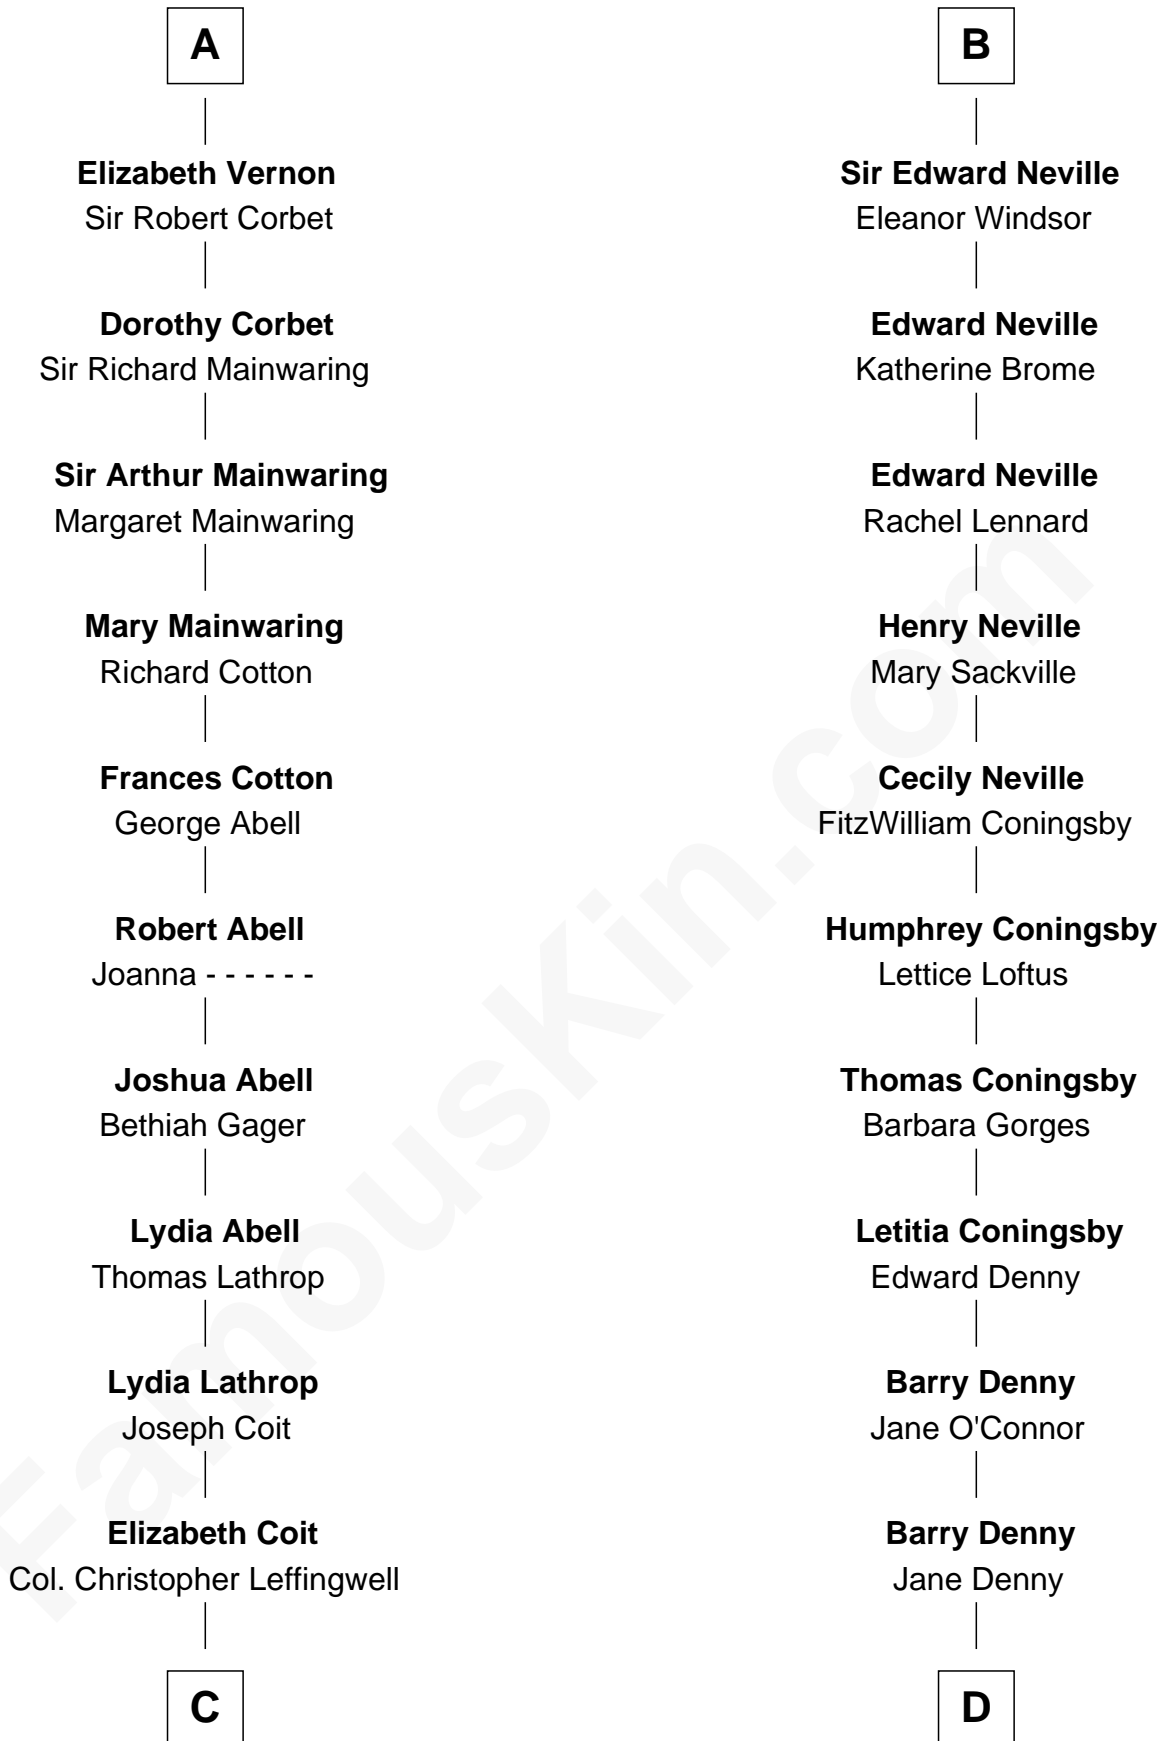 A
Elizabeth Vernon
Sir Robert Corbet
Dorothy Corbet
Sir Richard Mainwaring
Sir Arthur Mainwaring
Margaret Mainwaring
Mary Mainwaring
Richard Cotton
Frances Cotton
George Abell
Robert Abell
Joanna - - - - - -
Joshua Abell
Bethiah Gager
Lydia Abell
Thomas Lathrop
Lydia Lathrop
Joseph Coit
Elizabeth Coit
Col. Christopher Leffingwell
C
B
Sir Edward Neville
Eleanor Windsor
Edward Neville
Katherine Brome
Edward Neville
Rachel Lennard
Henry Neville
Mary Sackville
Cecily Neville
FitzWilliam Coningsby
Humphrey Coningsby
Lettice Loftus
Thomas Coningsby
Barbara Gorges
Letitia Coningsby
Edward Denny
Barry Denny
Jane O'Connor
Barry Denny
Jane Denny
D
FamousKin.com